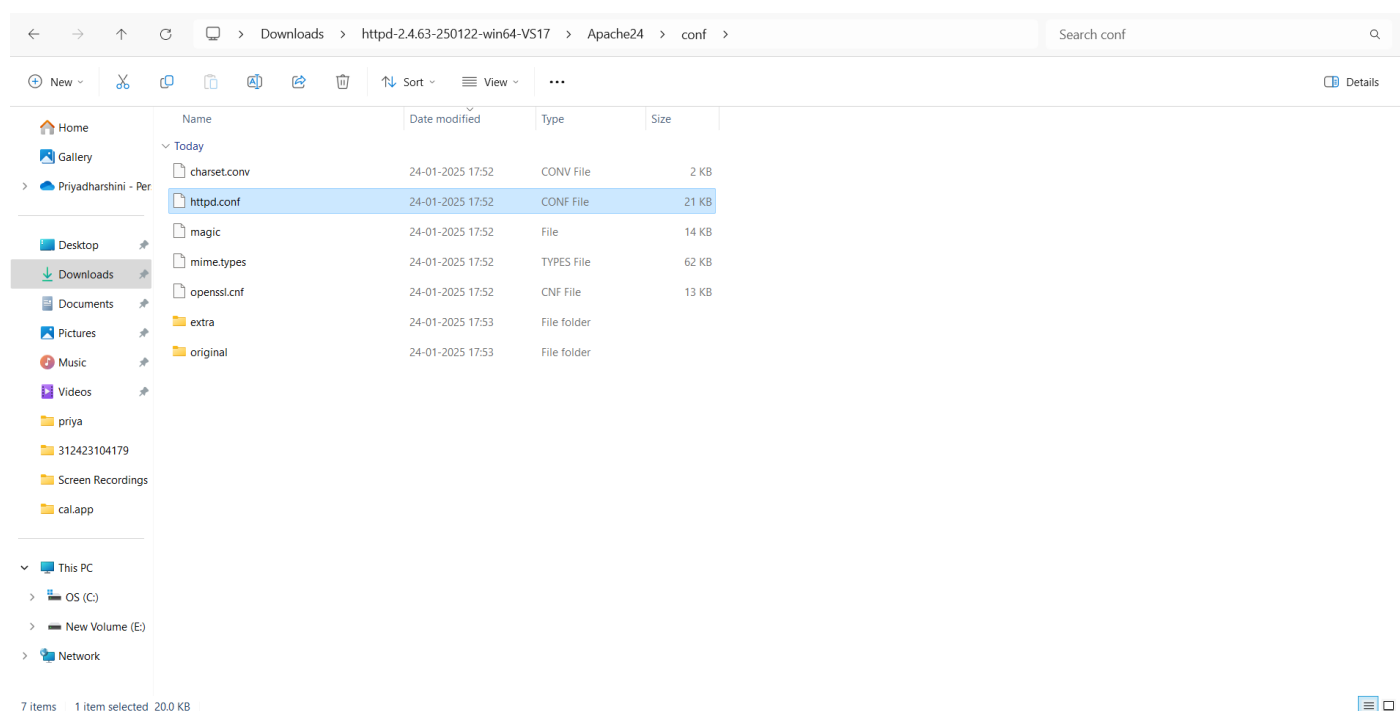 Downloads > httpd-2.4.63-250122-win64-VS17 > Apache24 > conf >
Search conf
New
Sort
View
...
Details
Name Date modified Type Size
Today
charset.conv 24-01-2025 17:52 CONV File 2 KB
httpd.conf 24-01-2025 17:52 CONF File 21 KB
magic 24-01-2025 17:52 File 14 KB
mime.types 24-01-2025 17:52 TYPES File 62 KB
openssl.cnf 24-01-2025 17:52 CNF File 13 KB
extra 24-01-2025 17:53 File folder
original 24-01-2025 17:53 File folder
Home
Gallery
Priyadharshini - Per
Desktop
Downloads
Documents
Pictures
Music
Videos
priya
312423104179
Screen Recordings
cal.app
This PC
OS (C:)
New Volume (E:)
Network
7 items 1 item selected 20.0 KB